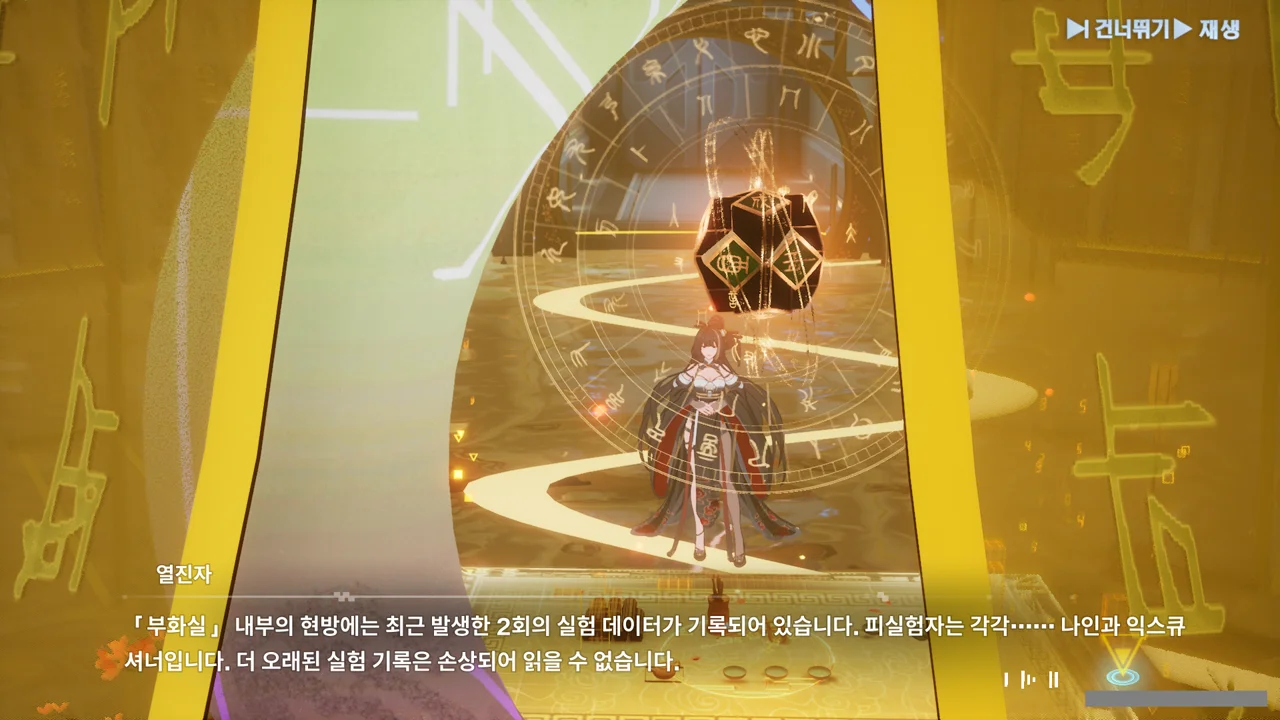 건너뛰기 재생
열진자
「부화실」 내부의 현방에는 최근 발생한 2회의 실험 데이터가 기록되어 있습니다. 피실험자는 각각…… 나인과 익스큐
셔너입니다. 더 오래된 실험 기록은 손상되어 읽을 수 없습니다.